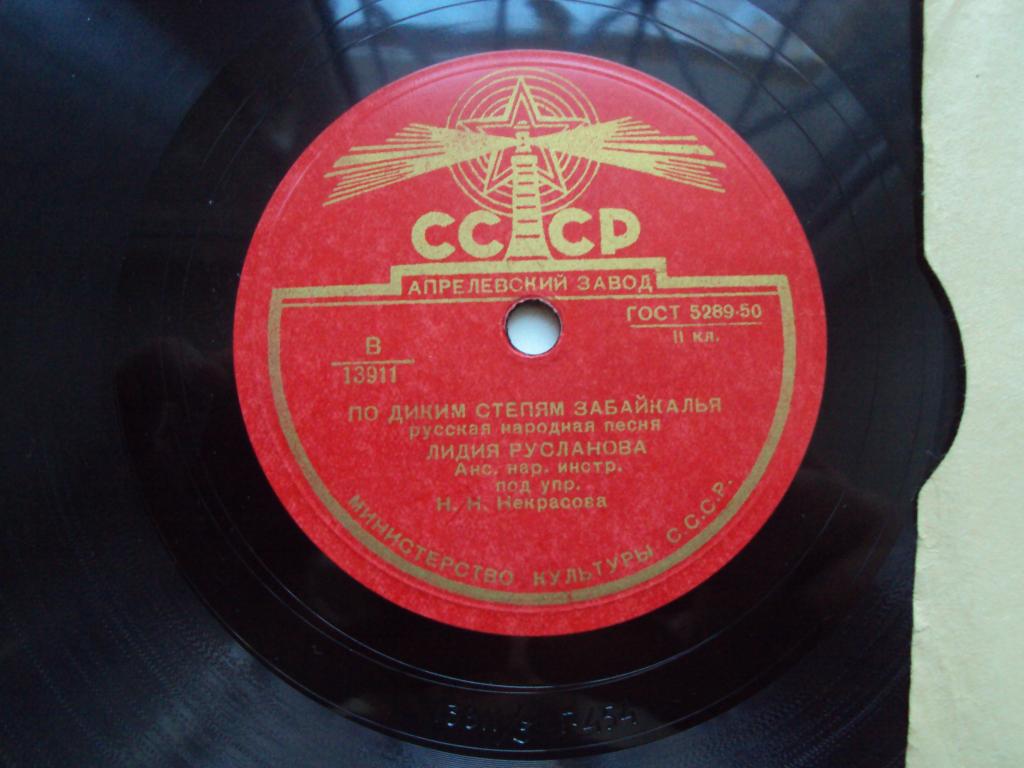 СССР
АПРЕЛЕВСКИЙ ЗАВОД
ГОСТ 5289-50
II кл.
В
13911
ПО ДИКИМ СТЕПЯМ ЗАБАЙКАЛЬЯ
русская народная песня
ЛИДИЯ РУСЛАНОВА
Анс. нар. инстр.
под упр.
Н. Н. Некрасова
МИНИСТЕРСТВО КУЛЬТУРЫ С.С.С.Р.